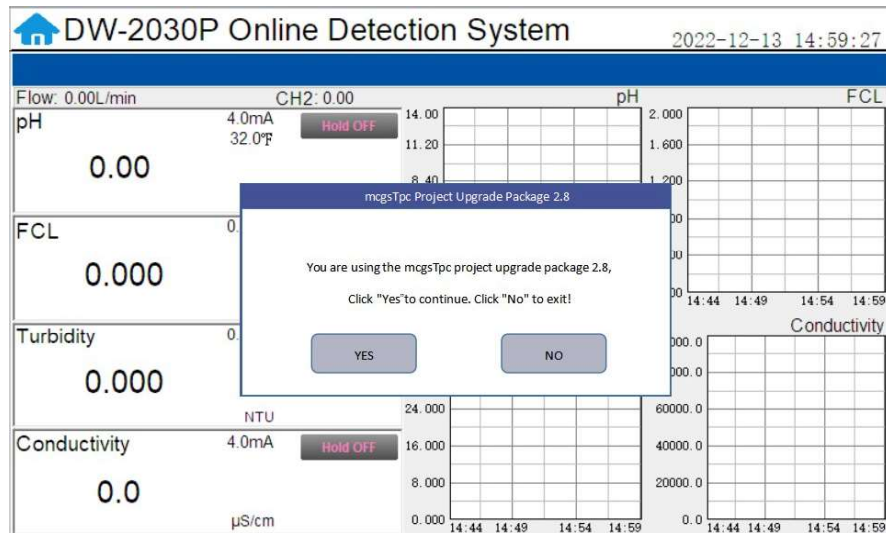 DW-2030P Online Detection System
2022-12-13 14:59:27
Flow: 0.00L/min CH2: 0.00
pH 4.0mA Hold OFF
32.0°F
0.00
FCL 0.
0.000
Turbidity 0.
0.000
NTU
Conductivity 4.0mA Hold OFF
0.0
µS/cm
pH
14.00
11.20
8.40
24.000
16.000
8.000
0.000
14:44 14:49 14:54 14:59
FCL
2.000
1.600
1.200
14:44 14:49 14:54 14:59
Conductivity
60000.0
40000.0
20000.0
0.0
14:44 14:49 14:54 14:59
mcgsTpc Project Upgrade Package 2.8
You are using the mcgsTpc project upgrade package 2.8,
Click "Yes"to continue. Click "No" to exit!
YES NO